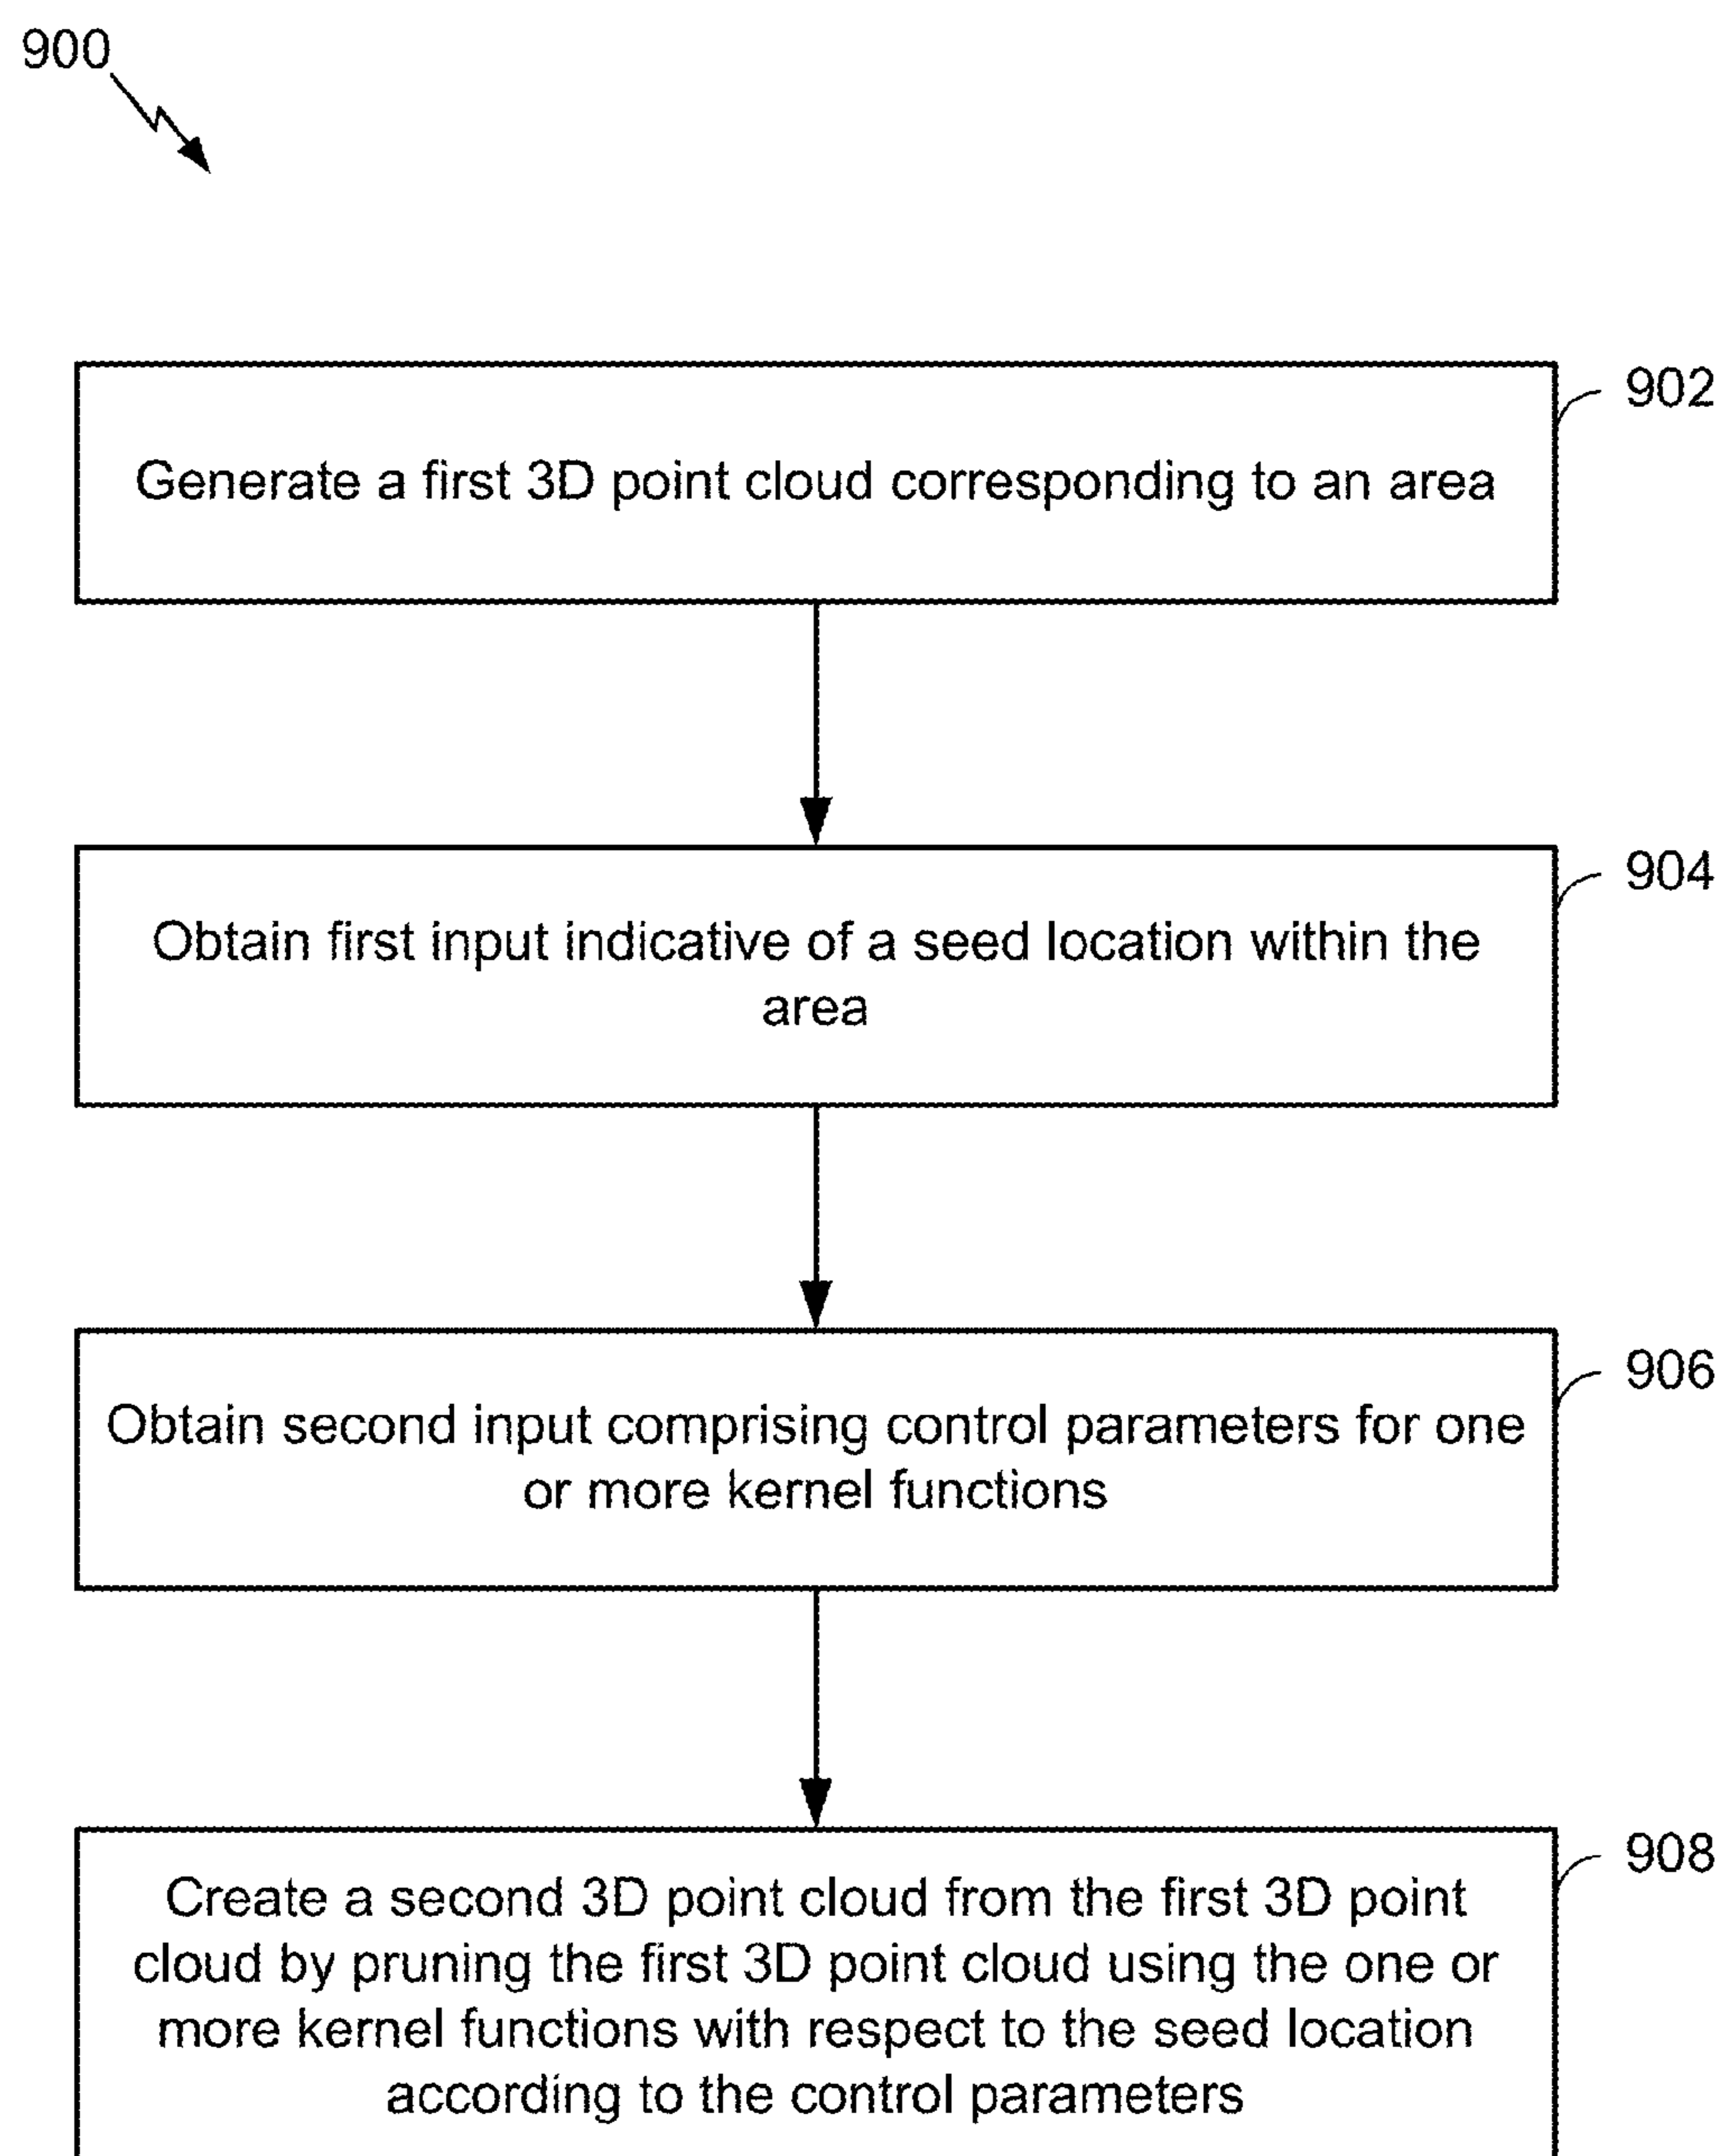 900
902
Generate a first 3D point cloud corresponding to an area
904
Obtain first input indicative of a seed location within the
area
906
Obtain second input comprising control parameters for one
or more kernel functions
908
Create a second 3D point cloud from the first 3D point
cloud by pruning the first 3D point cloud using the one or
more kernel functions with respect to the seed location
according to the control parameters